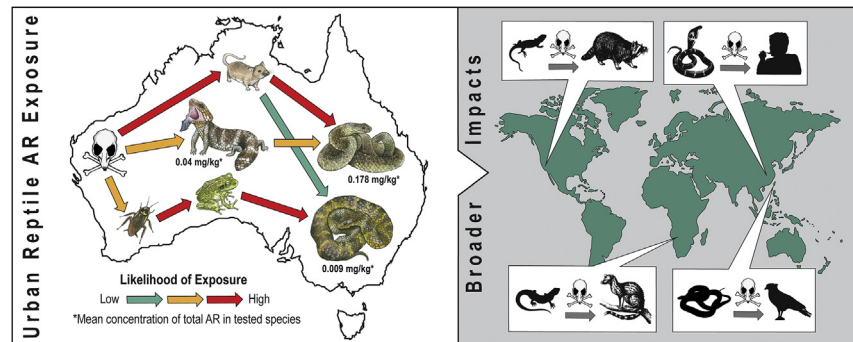 Urban Reptile AR Exposure
0.04 mg/kg*
0.178 mg/kg*
0.009 mg/kg*
Likelihood of Exposure
Low
High
*Mean concentration of total AR in tested species
Broader Impacts